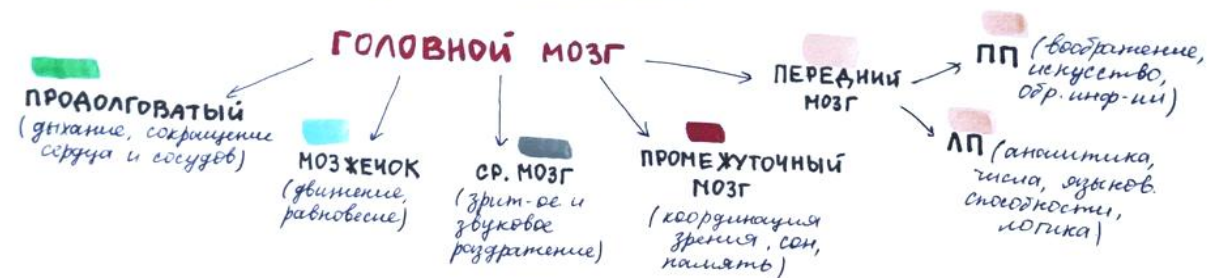 ГОЛОВНОЙ МОЗГ
ПРОДОЛГОВАТЫЙ
(дыхание, сокращение
сердца и сосудов)
МОЗЖЕЧОК
(движение,
равновесие)
СР. МОЗГ
(зрит-ое и
звуковое
раздражение)
ПРОМЕЖУТОЧНЫЙ
МОЗГ
(координация
зрения, сон,
память)
ПЕРЕДНИЙ
МОЗГ
ПП (воображение,
искусство,
обр. инф-ии)
ЛП (аналитика,
числа, языков.
способности,
логика)